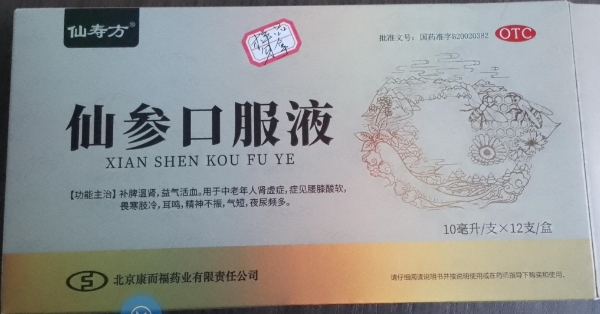 仙寿方®
批准文号：国药准字B20020382
OTC
仙参口服液
XIAN SHEN KOU FU YE
【功能主治】补脾温肾，益气活血。用于中老年人肾虚症，症见腰膝酸软，
畏寒肢冷，耳鸣，精神不振，气短，夜尿频多。
10毫升/支×12支/盒
北京康而福药业有限责任公司
请仔细阅读说明书并按说明使用或在药师指导下购买和使用。